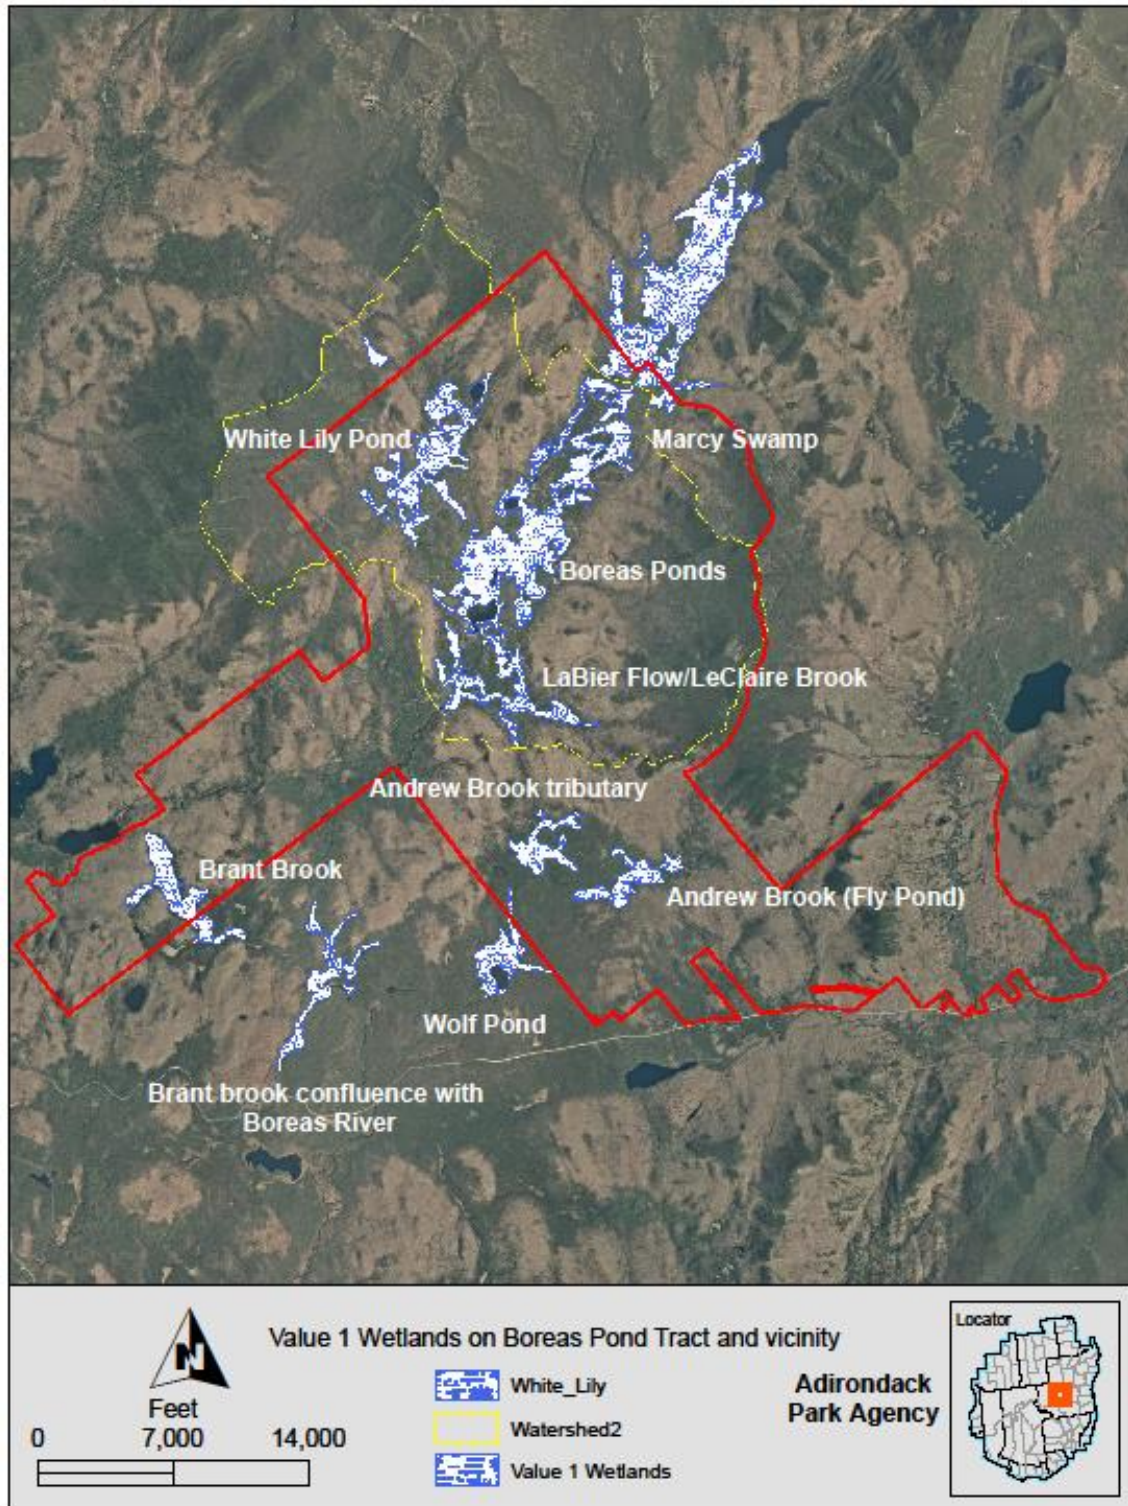 White Lily Pond
Marcy Swamp
Boreas Ponds
LaBier Flow/LeClaire Brook
Andrew Brook tributary
Brant Brook
Andrew Brook (Fly Pond)
Wolf Pond
Brant brook confluence with
Boreas River
N
Feet
0 7,000 14,000
Value 1 Wetlands on Boreas Pond Tract and vicinity
White_Lily
Watershed2
Value 1 Wetlands
Adirondack
Park Agency
Locator